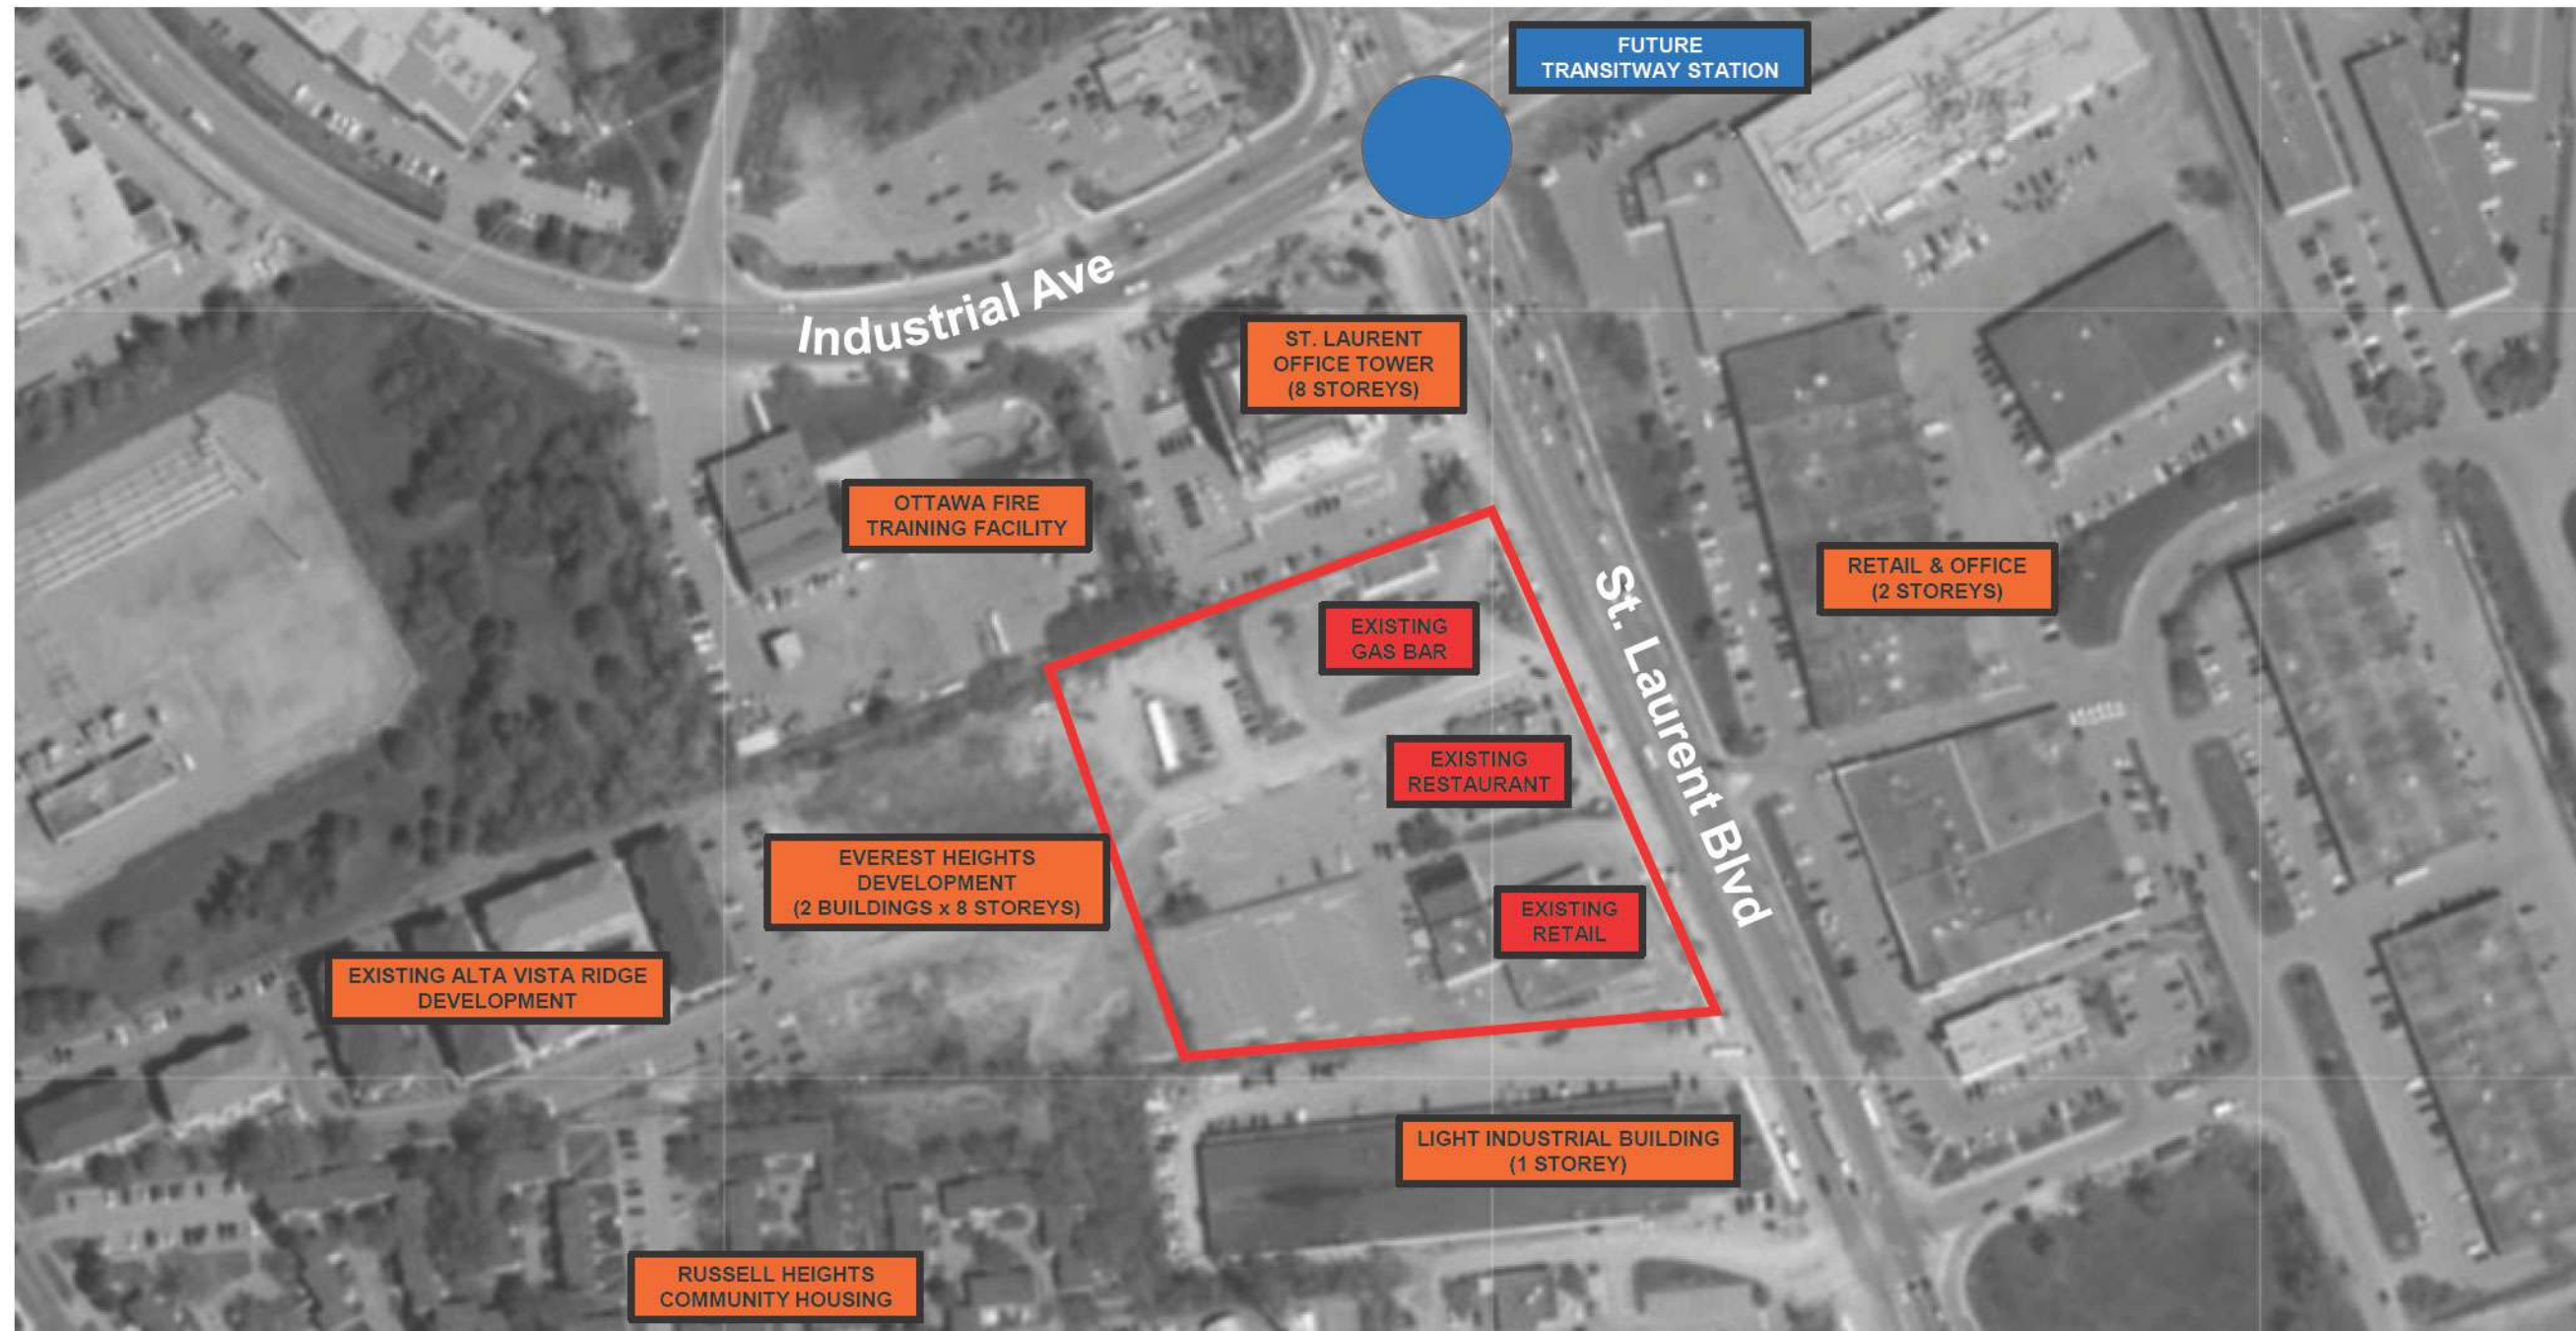 FUTURE
TRANSITWAY STATION
Industrial Ave
ST. LAURENT
OFFICE TOWER
(8 STOREYS)
OTTAWA FIRE
TRAINING FACILITY
RETAIL & OFFICE
(2 STOREYS)
St. Laurent Blvd
EXISTING
GAS BAR
EXISTING
RESTAURANT
EVEREST HEIGHTS
DEVELOPMENT
(2 BUILDINGS x 8 STOREYS)
EXISTING
RETAIL
EXISTING ALTA VISTA RIDGE
DEVELOPMENT
LIGHT INDUSTRIAL BUILDING
(1 STOREY)
RUSSELL HEIGHTS
COMMUNITY HOUSING